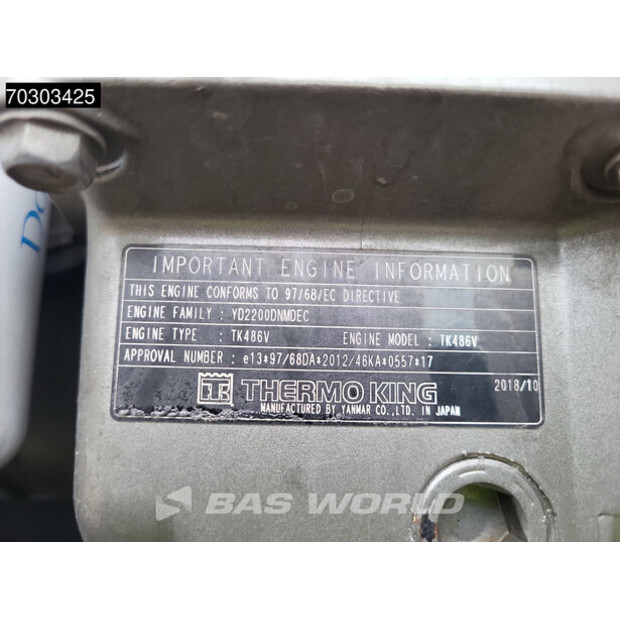 70303425
IMPORTANT ENGINE INFORMATION
THIS ENGINE CONFORMS TO 97/68/EC DIRECTIVE
ENGINE FAMILY : YD2200DNMDEC
ENGINE TYPE : TK486V ENGINE MODEL : TK486V
APPROVAL NUMBER : e13*97/68DA*2012/46KA*0557*17
THERMO KING 2018/10
MANUFACTURED BY YANMAR CO.,LTD. IN JAPAN
BAS WORLD